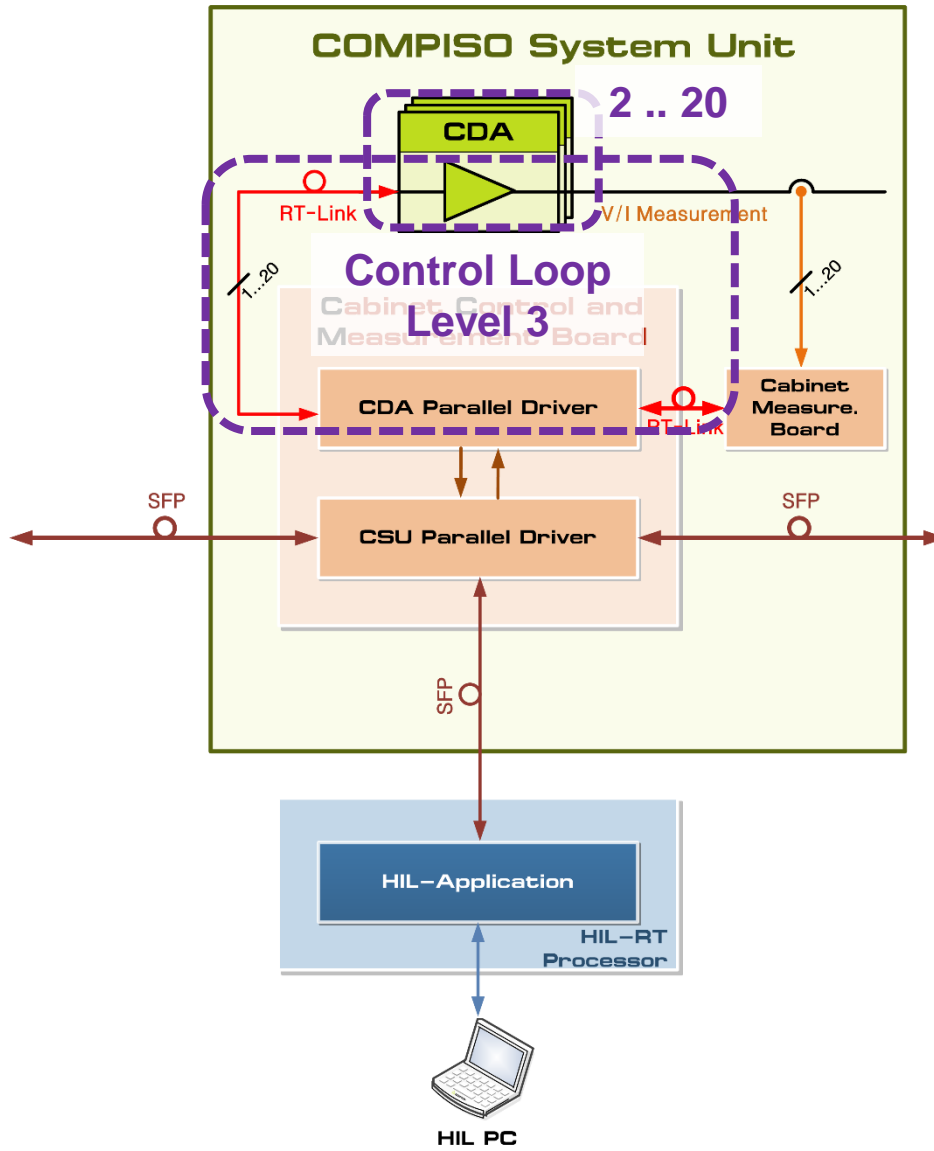 COMPISO System Unit
2 .. 20
CDA
RT-Link
V/I Measurement
1...20
1...20
Control Loop
Level 3
Cabinet Control and
Measurement Board
CDA Parallel Driver
RT-Link
Cabinet
Measure.
Board
SFP
SFP
CSU Parallel Driver
SFP
HIL-Application
HIL-RT
Processor
HIL PC